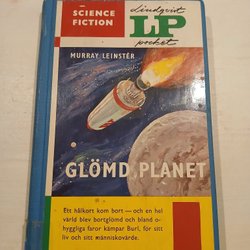 SCIENCE
FICTION
Lindqvist
LP
pocket
MURRAY LEINSTER
GLÖMD PLANET
Ett hålkort kom bort — och en hel
värld blev bortglömd och bland o-
hyggliga faror kämpar Burl, för sitt
liv och sitt människovärde.